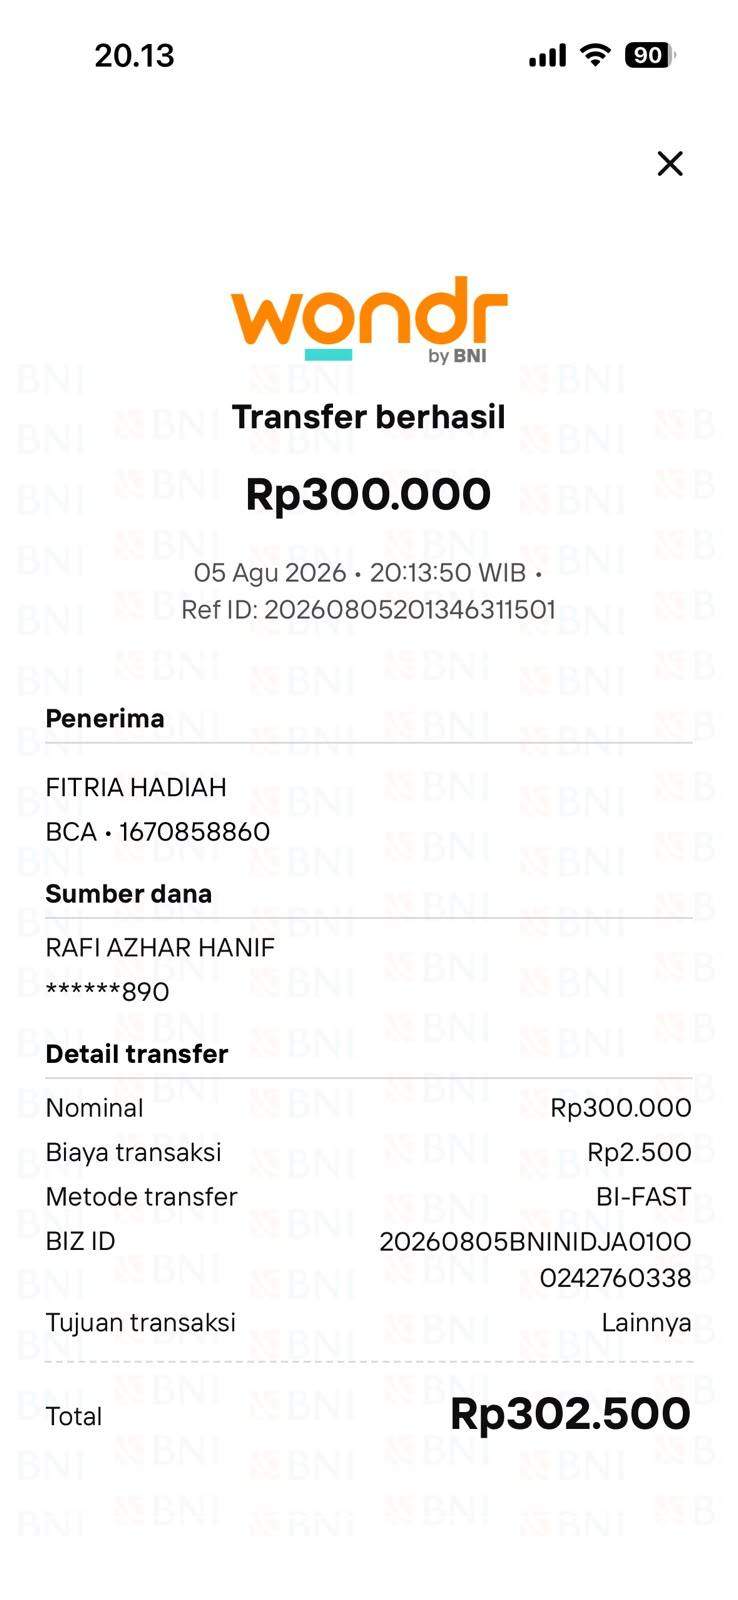 20.13
90
wondr
by BNI
Transfer berhasil
Rp300.000
05 Agu 2026 • 20:13:50 WIB •
Ref ID: 20260805201346311501
Penerima
FITRIA HADIAH
BCA • 1670858860
Sumber dana
RAFI AZHAR HANIF
******890
Detail transfer
Nominal Rp300.000
Biaya transaksi Rp2.500
Metode transfer BI-FAST
BIZ ID 20260805BNINIDJA010O
0242760338
Tujuan transaksi Lainnya
Total Rp302.500